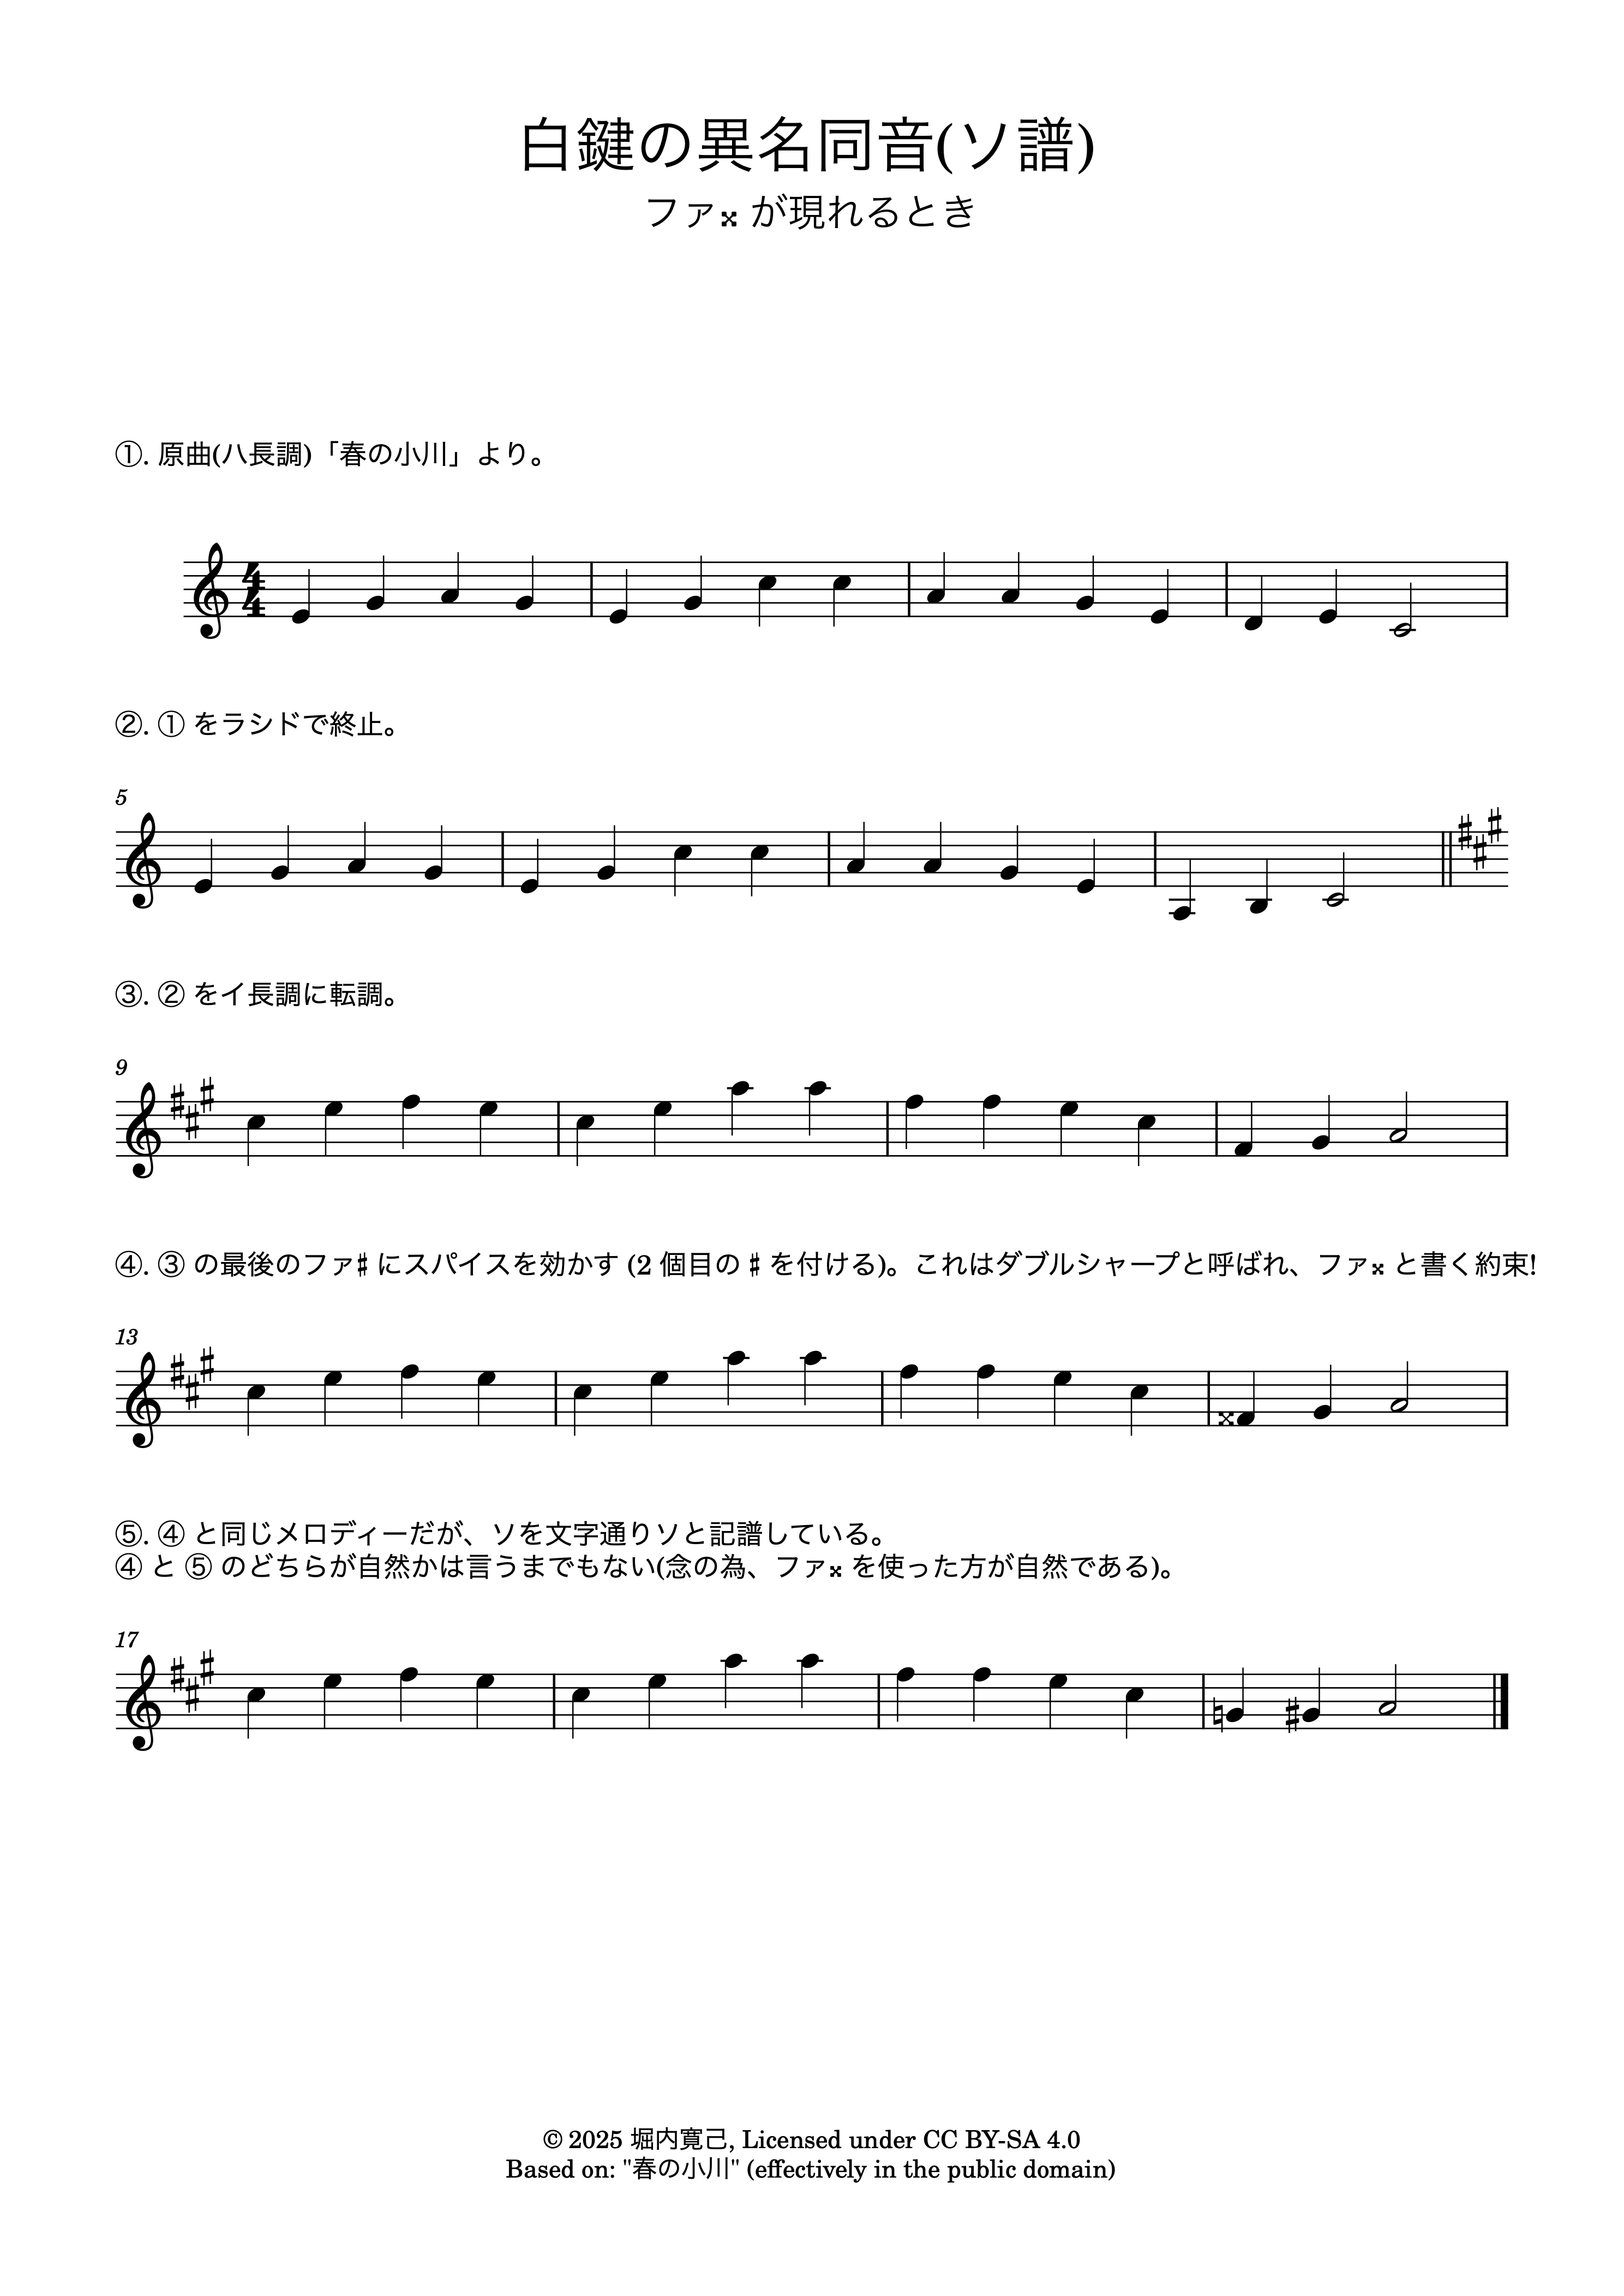 白鍵の異名同音(ソ譜)
ファ𝄪 が現れるとき
①. 原曲(ハ長調)「春の小川」より。
②. ① をラシドで終止。
5
③. ② をイ長調に転調。
9
④. ③ の最後のファ♯ にスパイスを効かす (2 個目の ♯ を付ける)。これはダブルシャープと呼ばれ、ファ𝄪 と書く約束!
13
⑤. ④ と同じメロディーだが、ソを文字通りソと記譜している。
④ と ⑤ のどちらが自然かは言うまでもない(念の為、ファ𝄪 を使った方が自然である)。
17
© 2025 堀内寛己, Licensed under CC BY-SA 4.0
Based on: "春の小川" (effectively in the public domain)